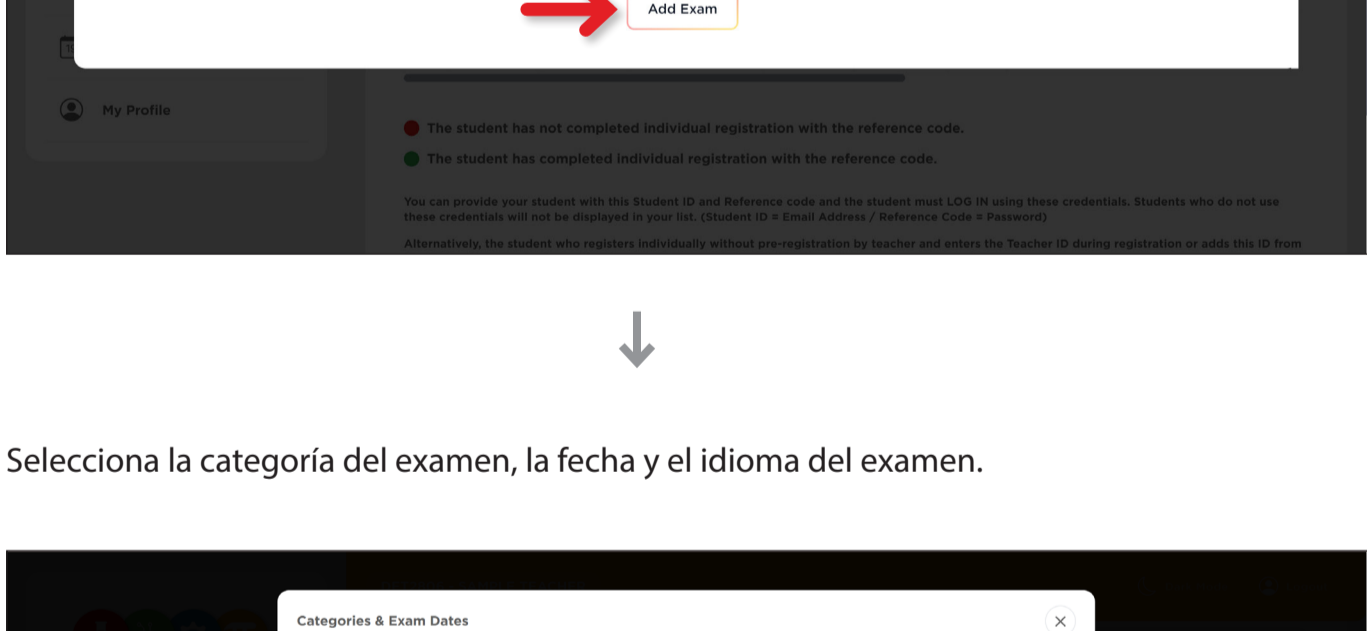 Add Exam
My Profile
The student has not completed individual registration with the reference code.
The student has completed individual registration with the reference code.
You can provide your student with this Student ID and Reference code and the student must LOG IN using these credentials. Students who do not use
these credentials will not be displayed in your list. (Student ID = Email Address / Reference Code = Password)
Alternatively, the student who registers individually without pre-registration by teacher and enters the Teacher ID during registration or adds this ID from
Selecciona la categoría del examen, la fecha y el idioma del examen.
Categories & Exam Dates